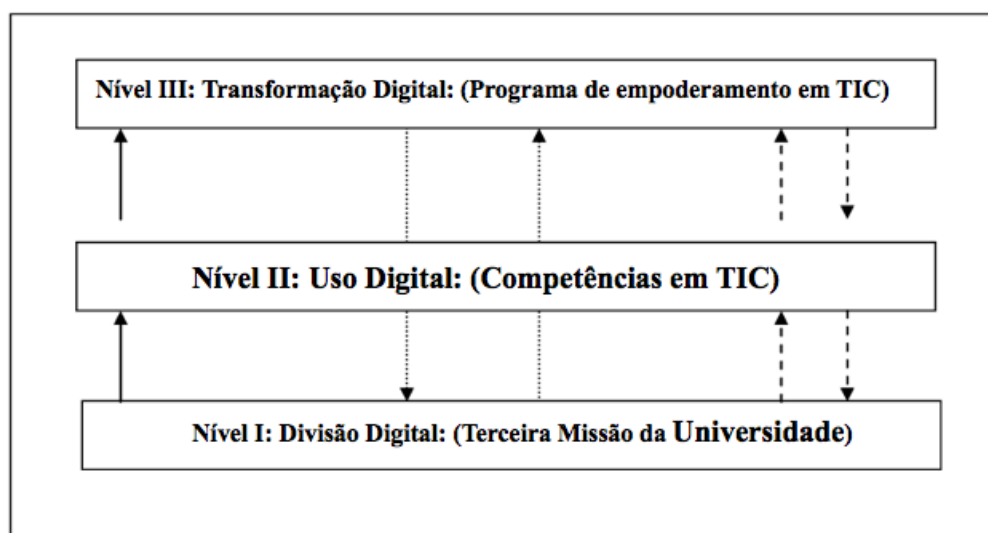 Nível III: Transformação Digital: (Programa de empoderamento em TIC)
Nível II: Uso Digital: (Competências em TIC)
Nível I: Divisão Digital: (Terceira Missão da Universidade)